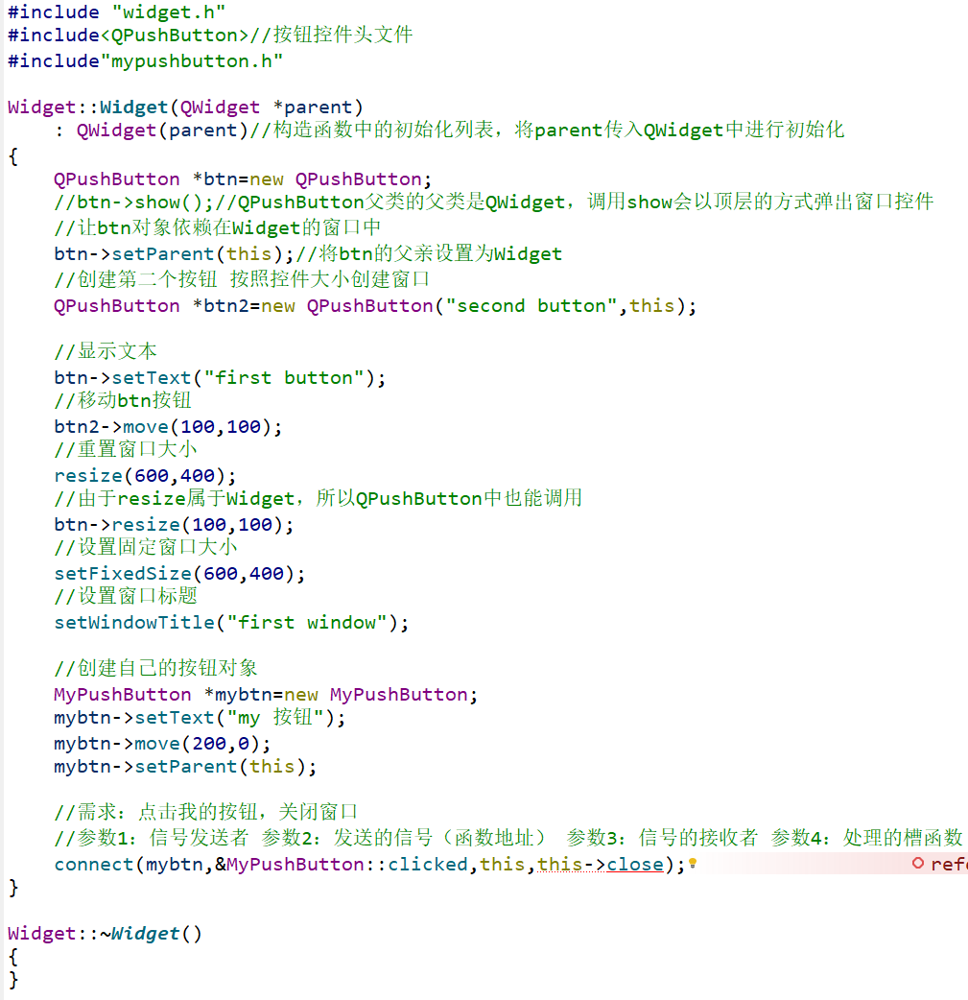 #include "widget.h"
#include<QPushButton>//按钮控件头文件
#include"mypushbutton.h"
Widget::Widget(QWidget *parent)
    : QWidget(parent)//构造函数中的初始化列表，将parent传入QWidget中进行初始化
{
    QPushButton *btn=new QPushButton;
    //btn->show();//QPushButton父类的父类是QWidget，调用show会以顶层的方式弹出窗口控件
    //让btn对象依赖在Widget的窗口中
    btn->setParent(this);//将btn的父亲设置为Widget
    //创建第二个按钮 按照控件大小创建窗口
    QPushButton *btn2=new QPushButton("second button",this);
    //显示文本
    btn->setText("first button");
    //移动btn按钮
    btn2->move(100,100);
    //重置窗口大小
    resize(600,400);
    //由于resize属于Widget，所以QPushButton中也能调用
    btn->resize(100,100);
    //设置固定窗口大小
    setFixedSize(600,400);
    //设置窗口标题
    setWindowTitle("first window");
    //创建自己的按钮对象
    MyPushButton *mybtn=new MyPushButton;
    mybtn->setText("my 按钮");
    mybtn->move(200,0);
    mybtn->setParent(this);
    //需求：点击我的按钮，关闭窗口
    //参数1：信号发送者 参数2：发送的信号（函数地址） 参数3：信号的接收者 参数4：处理的槽函数
    connect(mybtn,&MyPushButton::clicked,this,this->close);
}
Widget::~Widget()
{
}